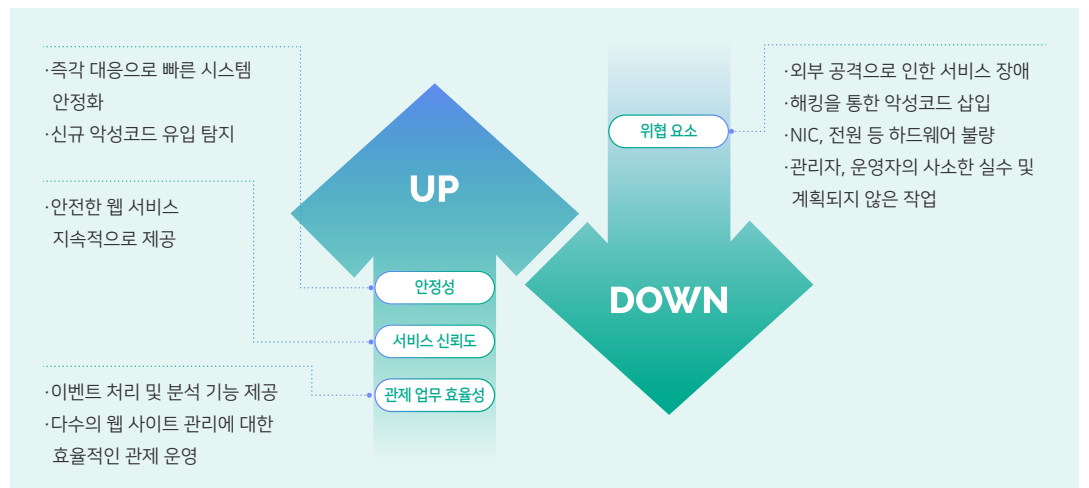 ·즉각 대응으로 빠른 시스템
안정화
·신규 악성코드 유입 탐지
·안전한 웹 서비스
지속적으로 제공
·이벤트 처리 및 분석 기능 제공
·다수의 웹 사이트 관리에 대한
효율적인 관제 운영
UP
안정성
서비스 신뢰도
관제 업무 효율성
위협 요소
DOWN
·외부 공격으로 인한 서비스 장애
·해킹을 통한 악성코드 삽입
·NIC, 전원 등 하드웨어 불량
·관리자, 운영자의 사소한 실수 및
계획되지 않은 작업